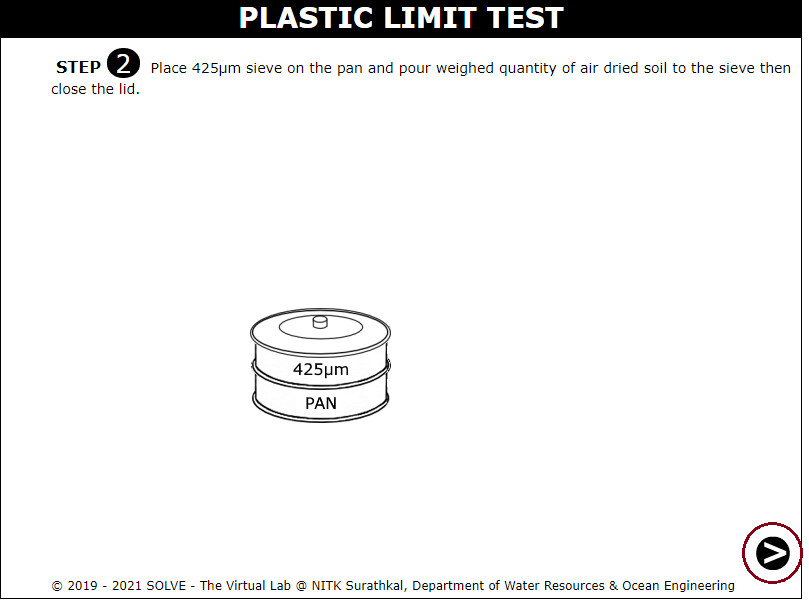 PLASTIC LIMIT TEST
STEP 2 Place 425μm sieve on the pan and pour weighed quantity of air dried soil to the sieve then
close the lid.
425μm
PAN
>
© 2019 - 2021 SOLVE - The Virtual Lab @ NITK Surathkal, Department of Water Resources & Ocean Engineering